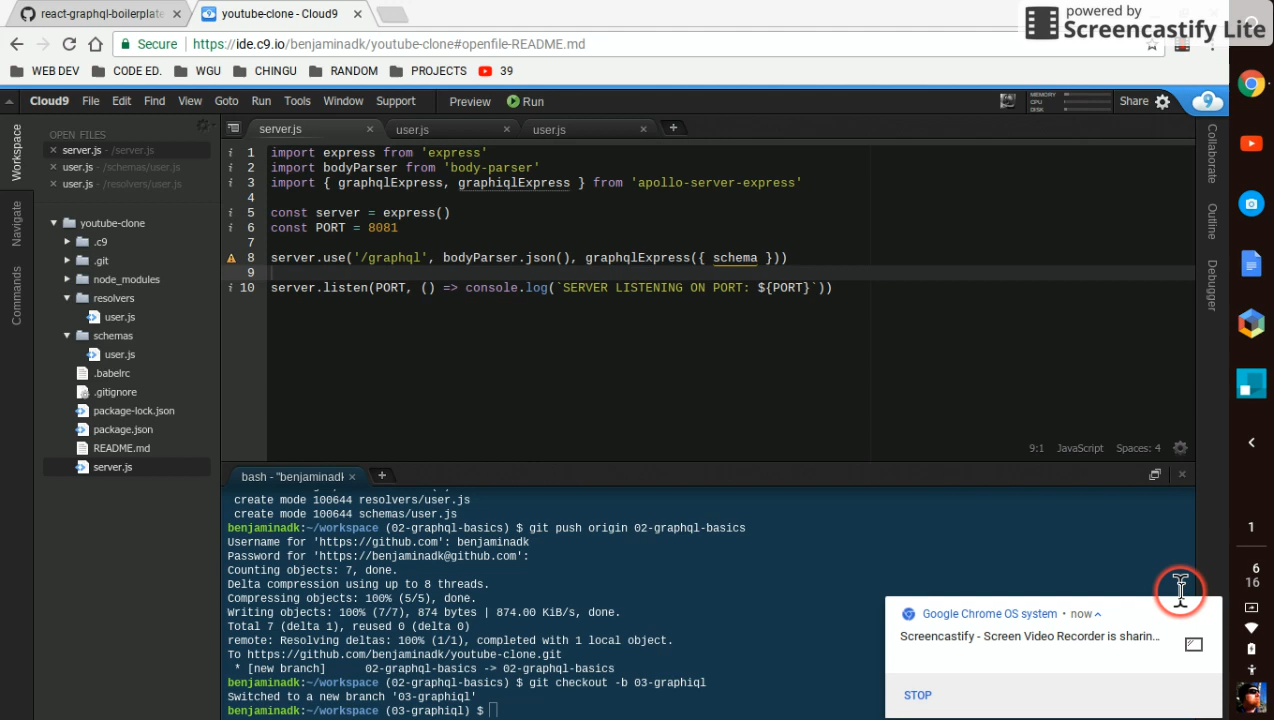 react-graphql-boilerplate
youtube-clone - Cloud9
powered by
Screencastify Lite
Secure
https://ide.c9.io/benjaminadk/youtube-clone#openfile-README.md
WEB DEV
CODE ED.
WGU
CHINGU
RANDOM
PROJECTS
39
Cloud9 File Edit Find View Goto Run Tools Window Support Preview Run
MEMORY
CPU
DISK
Share
Workspace
Navigate
Commands
OPEN FILES
server.js - /server.js
user.js - /schemas/user.js
user.js - /resolvers/user.js
youtube-clone
.c9
.git
node_modules
resolvers
user.js
schemas
user.js
.babelrc
.gitignore
package-lock.json
package.json
README.md
server.js
server.js
user.js
user.js
1 import express from 'express'
2 import bodyParser from 'body-parser'
3 import { graphqlExpress, graphiqlExpress } from 'apollo-server-express'
4
5 const server = express()
6 const PORT = 8081
7
8 server.use('/graphql', bodyParser.json(), graphqlExpress({ schema }))
9
10 server.listen(PORT, () => console.log(`SERVER LISTENING ON PORT: ${PORT}`))
9:1 JavaScript Spaces: 4
Collaborate
Outline
Debugger
bash - "benjaminadk
create mode 100644 resolvers/user.js
create mode 100644 schemas/user.js
benjaminadk:~/workspace (02-graphql-basics) $ git push origin 02-graphql-basics
Username for 'https://github.com': benjaminadk
Password for 'https://benjaminadk@github.com':
Counting objects: 7, done.
Delta compression using up to 8 threads.
Compressing objects: 100% (5/5), done.
Writing objects: 100% (7/7), 874 bytes | 874.00 KiB/s, done.
Total 7 (delta 1), reused 0 (delta 0)
remote: Resolving deltas: 100% (1/1), completed with 1 local object.
To https://github.com/benjaminadk/youtube-clone.git
* [new branch] 02-graphql-basics -> 02-graphql-basics
benjaminadk:~/workspace (02-graphql-basics) $ git checkout -b 03-graphiql
Switched to a new branch '03-graphiql'
benjaminadk:~/workspace (03-graphiql) $
Google Chrome OS system • now
Screencastify - Screen Video Recorder is sharin...
STOP
1
6
16